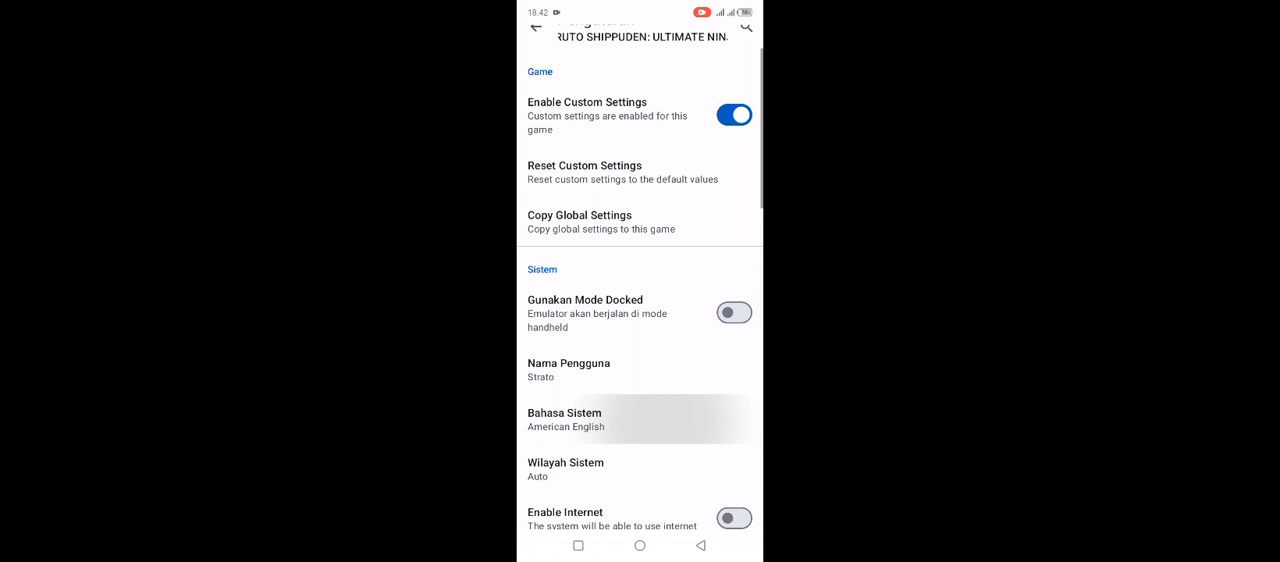 18.42
RUTO SHIPPUDEN: ULTIMATE NIN
Game
Enable Custom Settings
Custom settings are enabled for this
game
Reset Custom Settings
Reset custom settings to the default values
Copy Global Settings
Copy global settings to this game
Sistem
Gunakan Mode Docked
Emulator akan berjalan di mode
handheld
Nama Pengguna
Strato
Bahasa Sistem
American English
Wilayah Sistem
Auto
Enable Internet
The system will be able to use internet